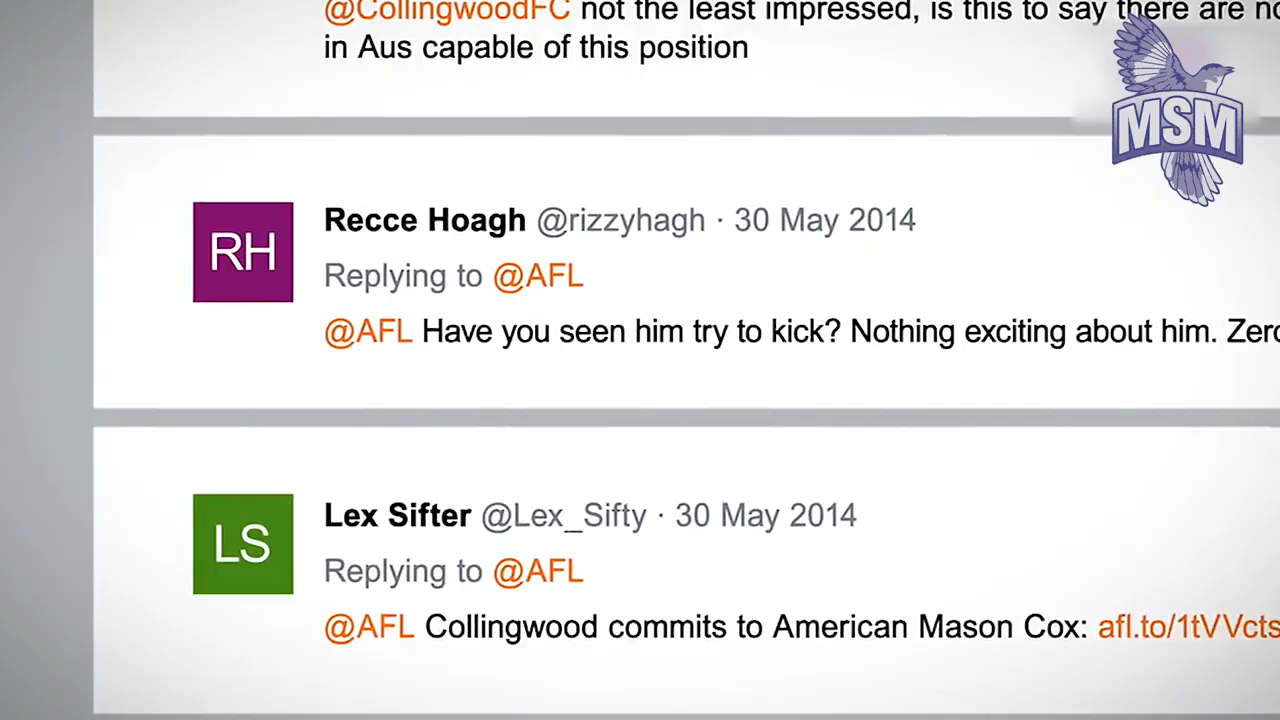 @CollingwoodFC not the least impressed, is this to say there are
in Aus capable of this position
MSM
RH
Recce Hoagh @rizzyhagh · 30 May 2014
Replying to @AFL
@AFL Have you seen him try to kick? Nothing exciting about him.
LS
Lex Sifter @Lex_Sifty · 30 May 2014
Replying to @AFL
@AFL Collingwood commits to American Mason Cox: afl.to/1tVVcts